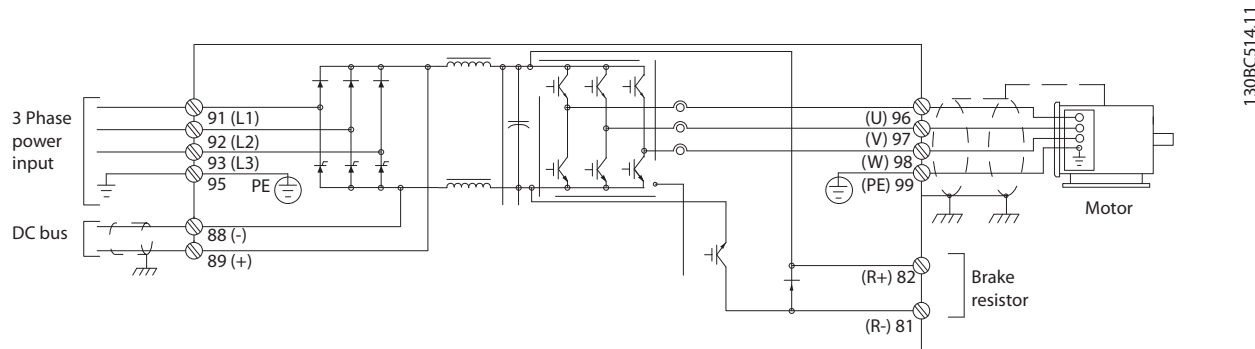 130BC514.11
3 Phase
power
input
91 (L1)
92 (L2)
93 (L3)
95
PE
DC bus
88 (-)
89 (+)
(U) 96
(V) 97
(W) 98
(PE) 99
Motor
(R+) 82
Brake
resistor
(R-) 81